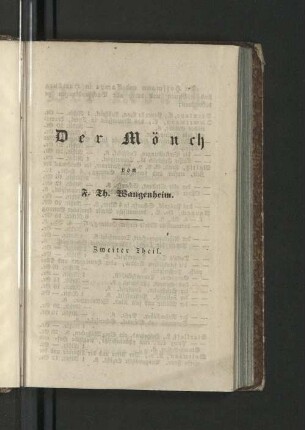 Der Mönch
von
F. Th. Wangenheim.
Zweiter Theil.